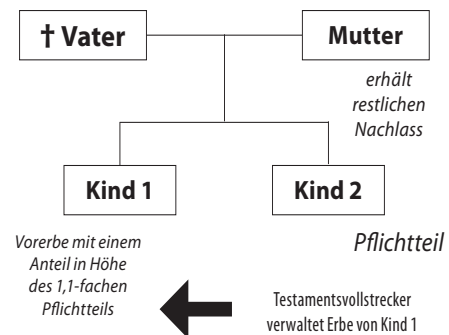 † Vater
Mutter
erhält
restlichen
Nachlass
Kind 1
Kind 2
Vorerbe mit einem
Anteil in Höhe
des 1,1-fachen
Pflichtteils
Pflichtteil
Testamentsvollstrecker
verwaltet Erbe von Kind 1